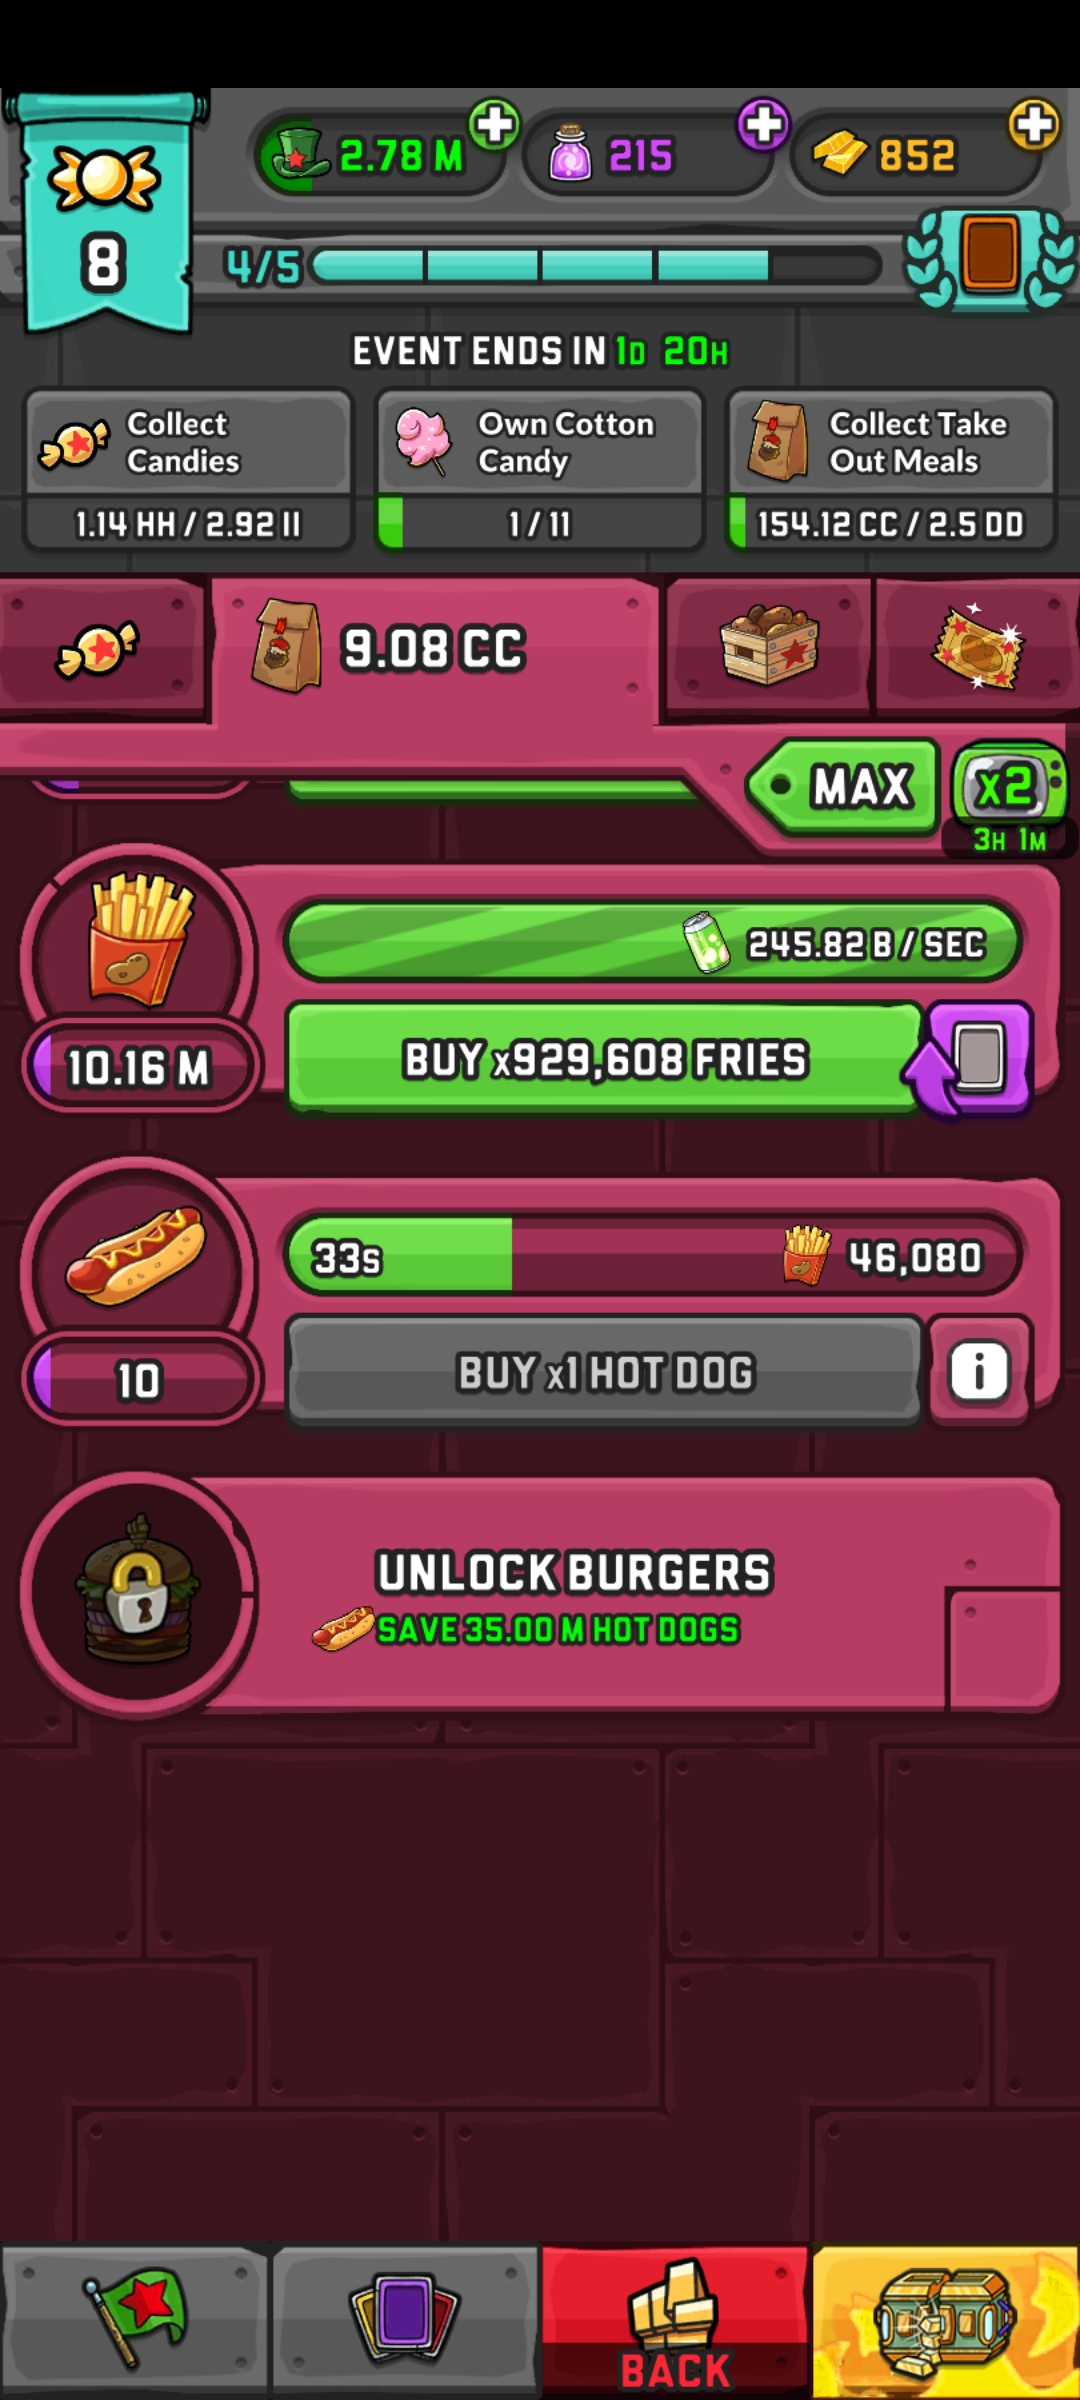 2.78 M
215
852
8
4/5
EVENT ENDS IN 1D 20H
Collect
Candies
1.14 HH / 2.92 II
Own Cotton
Candy
1 / 11
Collect Take
Out Meals
154.12 CC / 2.5 DD
9.08 CC
MAX
x2
3H 1M
245.82 B / SEC
10.16 M
BUY x929,608 FRIES
33s
46,080
10
BUY x1 HOT DOG
i
UNLOCK BURGERS
SAVE 35.00 M HOT DOGS
BACK